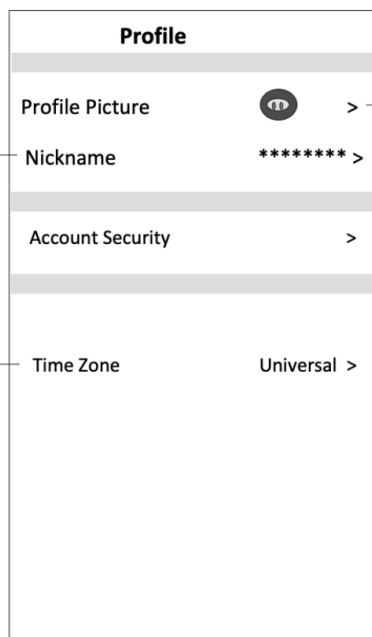 Profile
Profile Picture >
Nickname ******** >
Account Security >
Time Zone Universal >